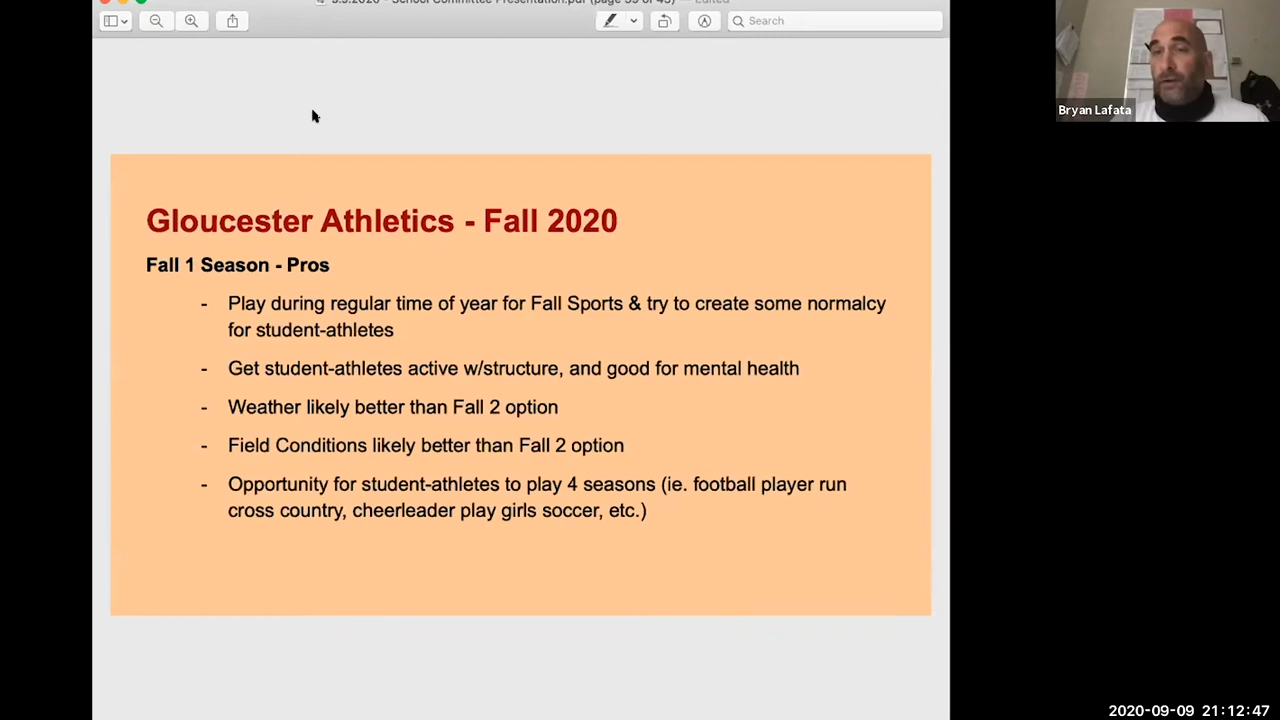 Search
Bryan Lafata
Gloucester Athletics - Fall 2020
Fall 1 Season - Pros
- Play during regular time of year for Fall Sports & try to create some normalcy
for student-athletes
- Get student-athletes active w/structure, and good for mental health
- Weather likely better than Fall 2 option
- Field Conditions likely better than Fall 2 option
- Opportunity for student-athletes to play 4 seasons (ie. football player run
cross country, cheerleader play girls soccer, etc.)
2020-09-09 21:12:47